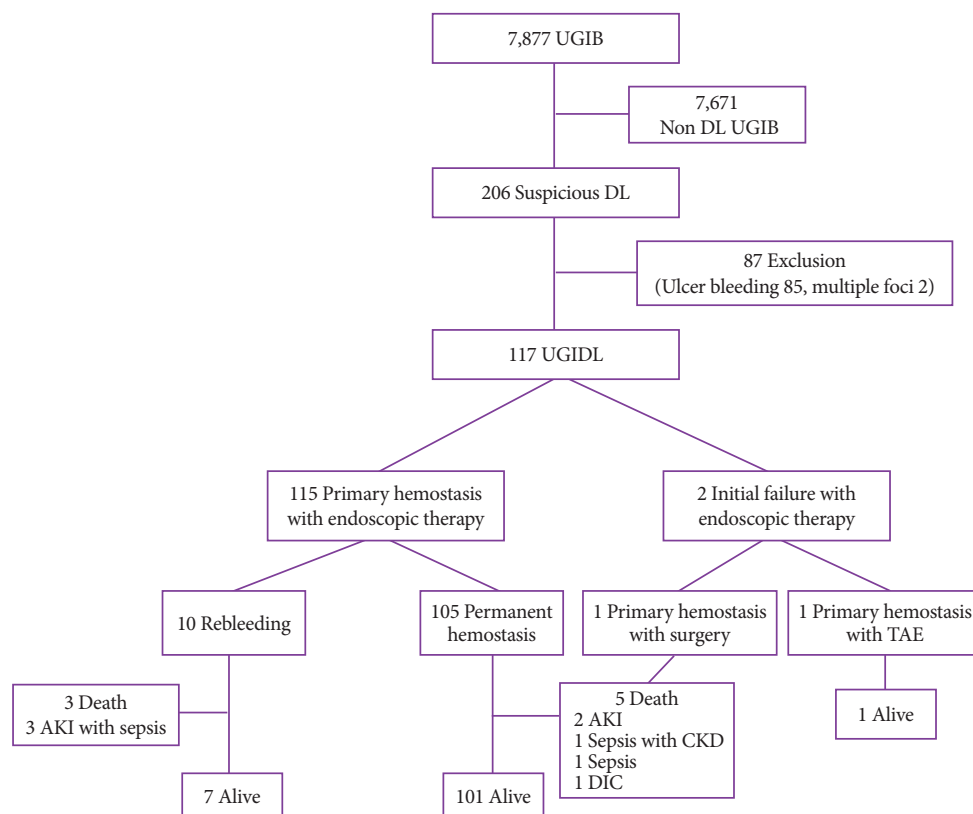 7,877 UGIB
7,671
Non DL UGIB
206 Suspicious DL
87 Exclusion
(Ulcer bleeding 85, multiple foci 2)
117 UGIDL
115 Primary hemostasis
with endoscopic therapy
2 Initial failure with
endoscopic therapy
10 Rebleeding
105 Permanent
hemostasis
1 Primary hemostasis
with surgery
1 Primary hemostasis
with TAE
3 Death
3 AKI with sepsis
5 Death
2 AKI
1 Sepsis with CKD
1 Sepsis
1 DIC
1 Alive
7 Alive
101 Alive